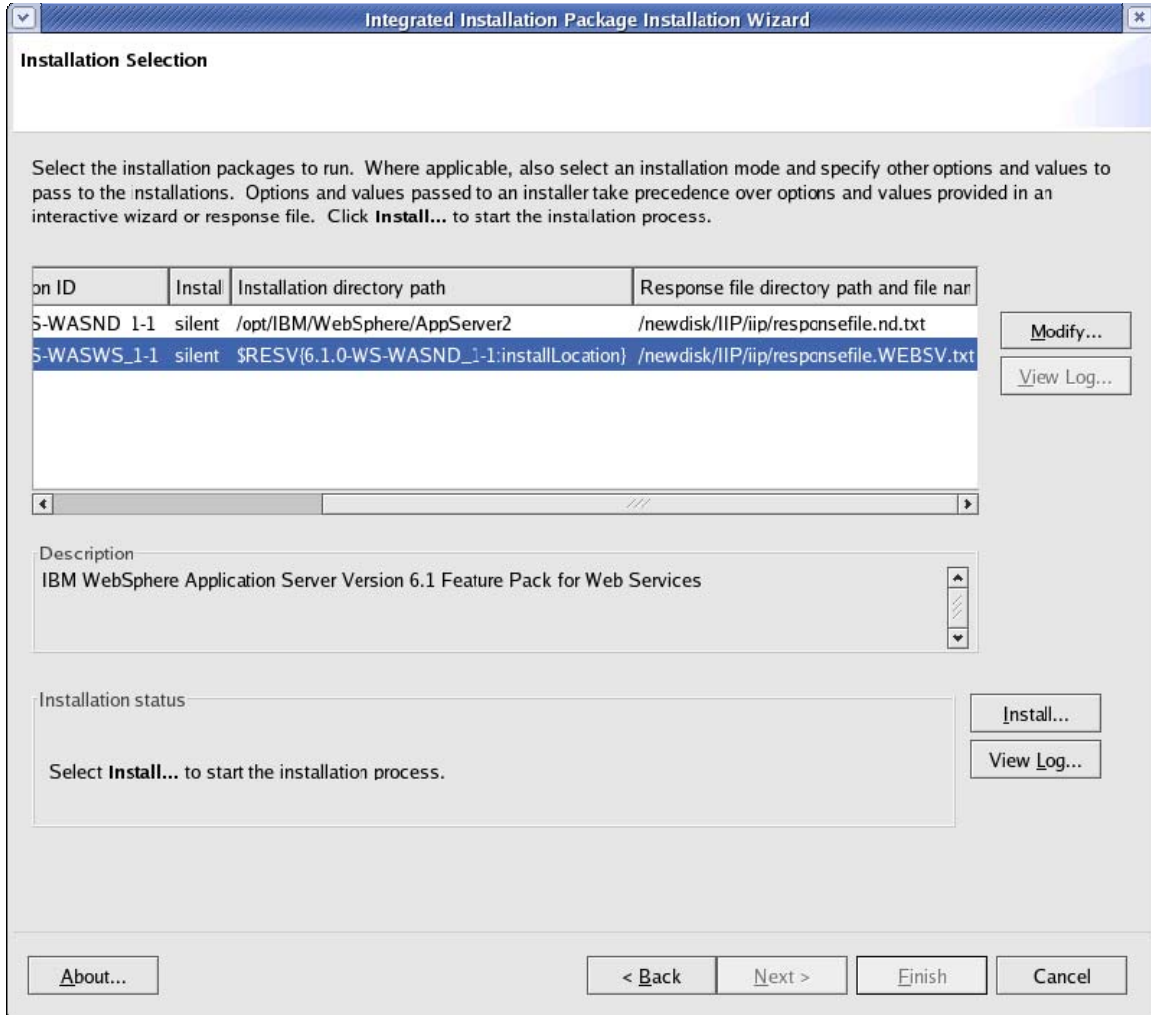 Integrated Installation Package Installation Wizard
Installation Selection
Select the installation packages to run. Where applicable, also select an installation mode and specify other options and values to
pass to the installations. Options and values passed to an installer take precedence over options and values provided in an
interactive wizard or response file. Click Install... to start the installation process.
on ID Install Installation directory path Response file directory path and file nam
S-WASND_1-1 silent /opt/IBM/WebSphere/AppServer2 /newdisk/IIP/iip/responsefile.nd.txt
S-WASWS_1-1 silent $RESV{6.1.0-WS-WASND_1-1:installLocation} /newdisk/IIP/iip/responsefile.WEBSV.txt
Modify...
View Log...
Description
IBM WebSphere Application Server Version 6.1 Feature Pack for Web Services
Installation status
Select Install... to start the installation process.
Install...
View Log...
About...
< Back
Next >
Finish
Cancel